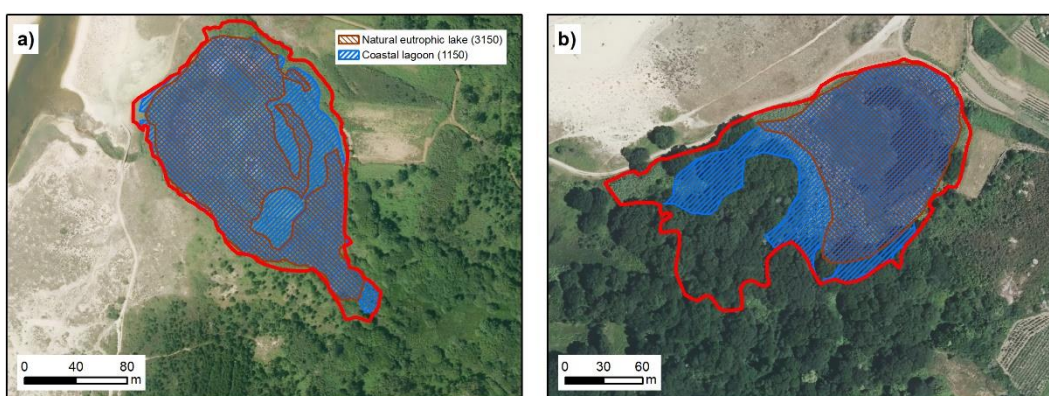 a)
Natural eutrophic lake (3150)
Coastal lagoon (1150)
0 40 80
m
b)
0 30 60
m